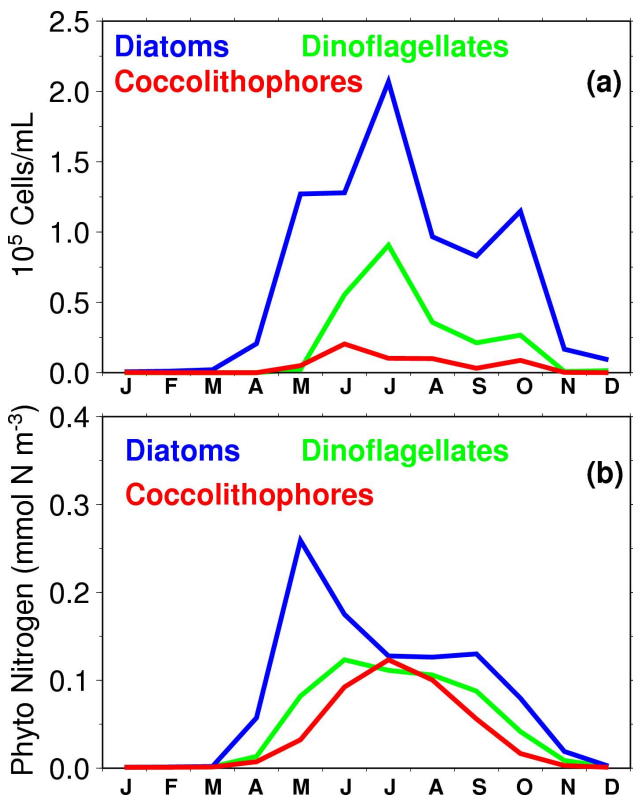 2.5
Diatoms Dinoflagellates
Coccolithophores (a)
2.0
1.5
1.0
0.5
0.0
10⁵ Cells/mL
J F M A M J J A S O N D
0.4
Diatoms Dinoflagellates
(b)
Coccolithophores
0.3
0.2
0.1
0.0
Phyto Nitrogen (mmol N m⁻³)
J F M A M J J A S O N D